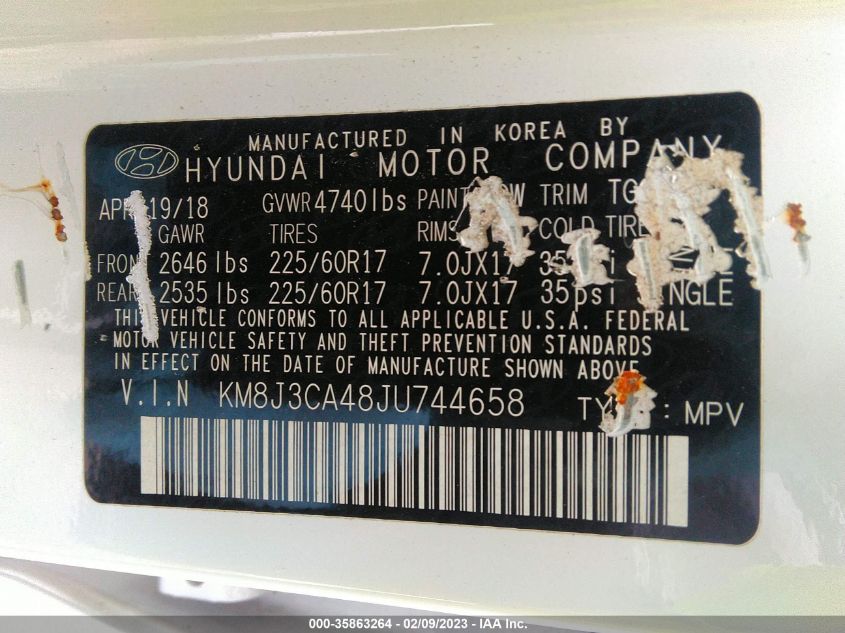 MANUFACTURED IN KOREA BY
HYUNDAI MOTOR COMPANY
19/18 GVWR 4740 lbs PAINT TRIM
GAWR TIRES RIMS COLD
FRONT 2646 lbs 225/60R17 7.0JX17
REAR 2535 lbs 225/60R17 7.0JX17 35psi
THIS VEHICLE CONFORMS TO ALL APPLICABLE U.S.A. FEDERAL
MOTOR VEHICLE SAFETY AND THEFT PREVENTION STANDARDS
IN EFFECT ON THE DATE OF MANUFACTURE SHOWN ABOVE
V.I.N KM8J3CA48JU744658 : MPV
000-35863264 - 02/09/2023 - IAA Inc.